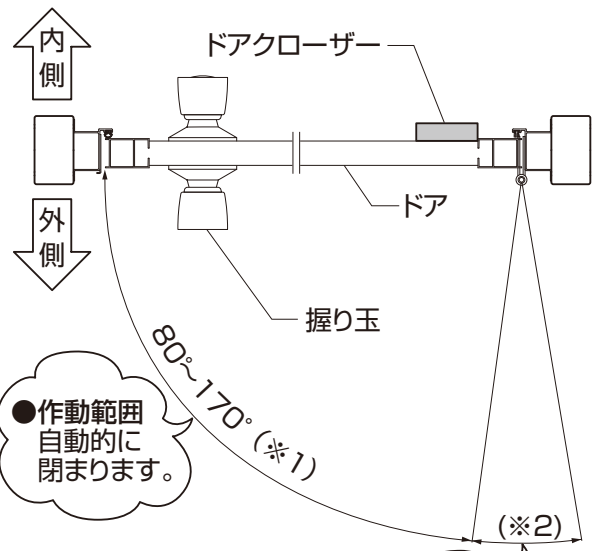 内側
ドアクローザー
外側
ドア
握り玉
80°~170°(※1)
●作動範囲
自動的に
閉まります。
(※2)